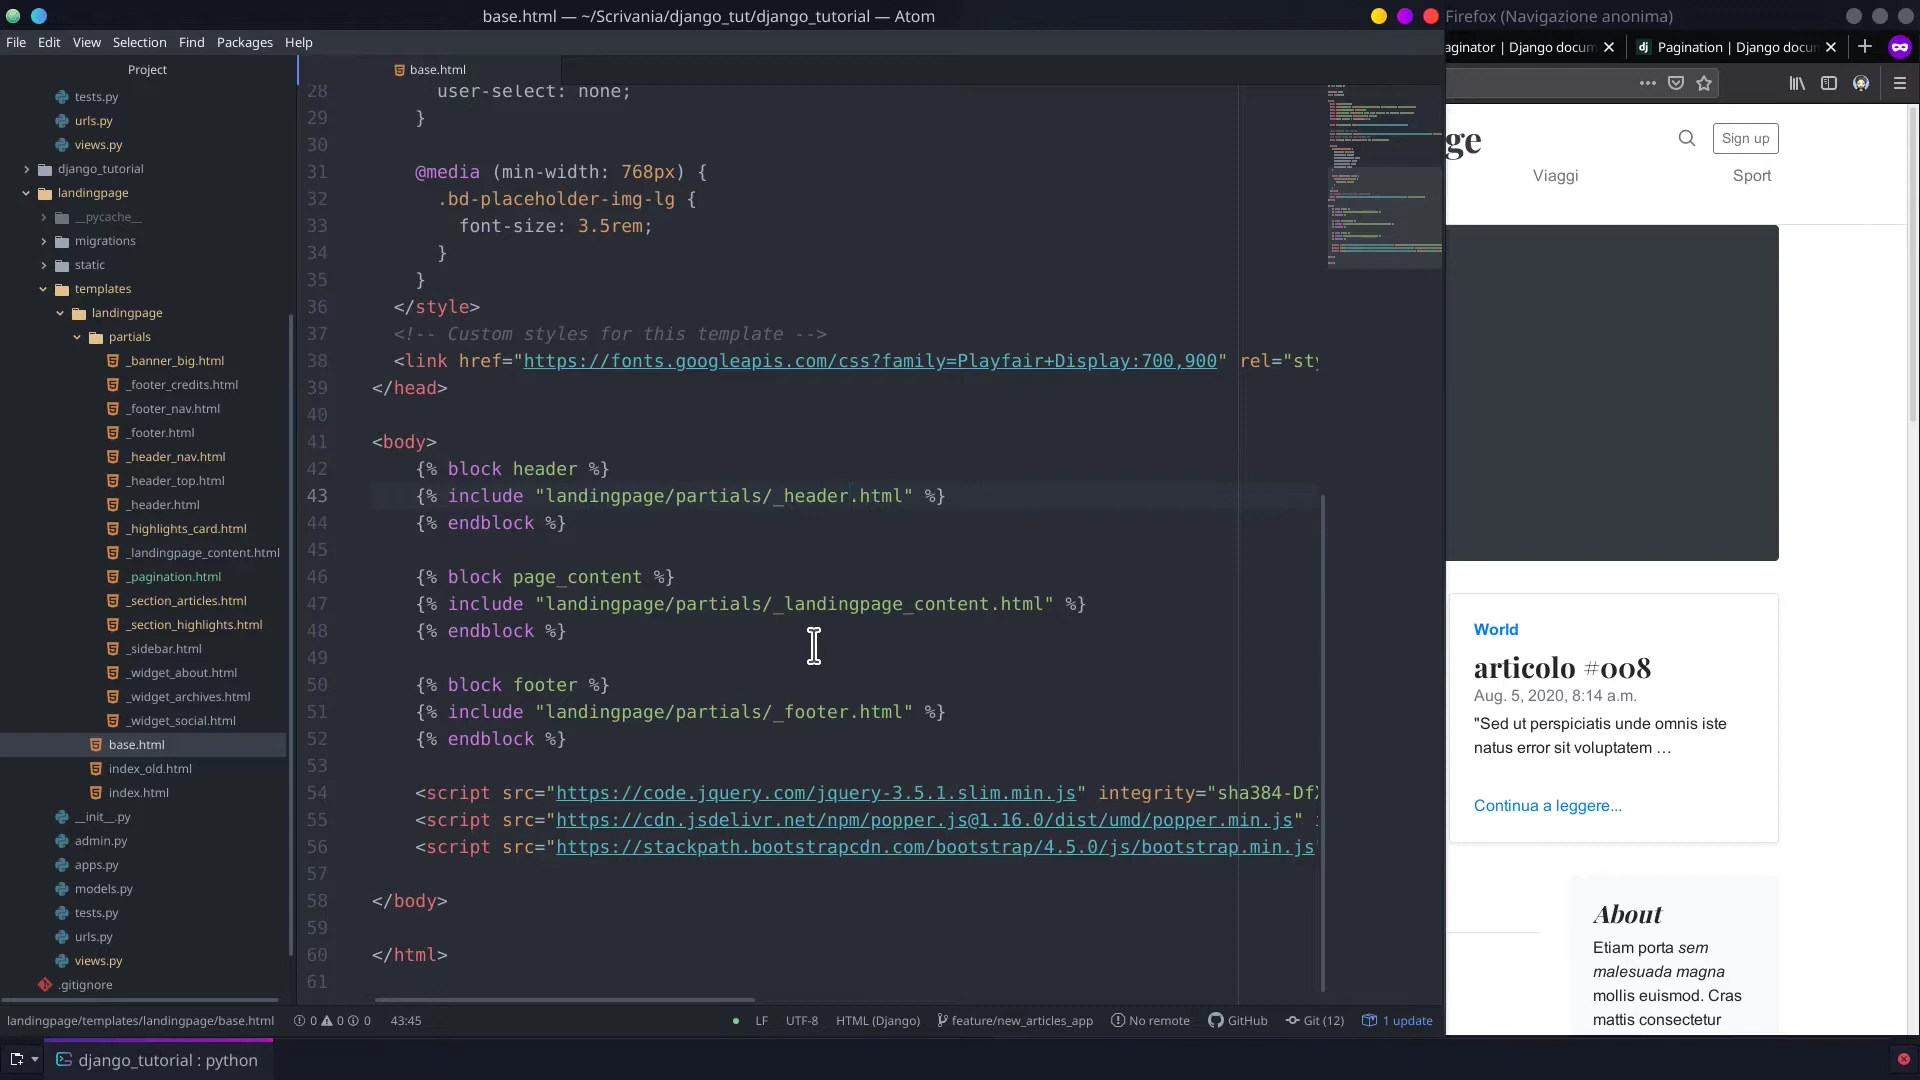 base.html — ~/Scrivania/django_tut/django_tutorial — Atom
Firefox (Navigazione anonima)
File Edit View Selection Find Packages Help
aginator | Django docum
Pagination | Django docu
Project
base.html
tests.py
urls.py
views.py
django_tutorial
landingpage
__pycache__
migrations
static
templates
landingpage
partials
_banner_big.html
_footer_credits.html
_footer_nav.html
_footer.html
_header_nav.html
_header_top.html
_header.html
_highlights_card.html
_landingpage_content.html
_pagination.html
_section_articles.html
_section_highlights.html
_sidebar.html
_widget_about.html
_widget_archives.html
_widget_social.html
base.html
index_old.html
index.html
__init__.py
admin.py
apps.py
models.py
tests.py
urls.py
views.py
.gitignore
28 user-select: none;
29 }
30
31 @media (min-width: 768px) {
32 .bd-placeholder-img-lg {
33 font-size: 3.5rem;
34 }
35 }
36 </style>
37 <!-- Custom styles for this template -->
38 <link href="https://fonts.googleapis.com/css?family=Playfair+Display:700,900" rel="sty
39 </head>
40
41 <body>
42 {% block header %}
43 {% include "landingpage/partials/_header.html" %}
44 {% endblock %}
45
46 {% block page_content %}
47 {% include "landingpage/partials/_landingpage_content.html" %}
48 {% endblock %}
49
50 {% block footer %}
51 {% include "landingpage/partials/_footer.html" %}
52 {% endblock %}
53
54 <script src="https://code.jquery.com/jquery-3.5.1.slim.min.js" integrity="sha384-Df
55 <script src="https://cdn.jsdelivr.net/npm/popper.js@1.16.0/dist/umd/popper.min.js"
56 <script src="https://stackpath.bootstrapcdn.com/bootstrap/4.5.0/js/bootstrap.min.js
57
58 </body>
59
60 </html>
61
ge
Sign up
Viaggi Sport
World
articolo #008
Aug. 5, 2020, 8:14 a.m.
"Sed ut perspiciatis unde omnis iste
natus error sit voluptatem …
Continua a leggere...
About
Etiam porta sem
malesuada magna
mollis euismod. Cras
mattis consectetur
landingpage/templates/landingpage/base.html 0 0 0 43:45 LF UTF-8 HTML (Django) feature/new_articles_app No remote GitHub Git (12) 1 update
django_tutorial : python